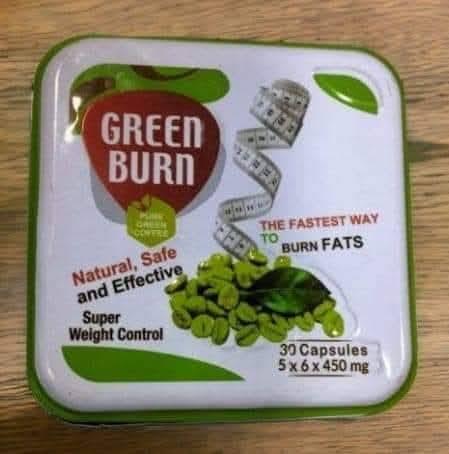 GREEN
BURN
PURE
GREEN
COFFEE
THE FASTEST WAY
TO
BURN FATS
Natural, Safe
and Effective
Super
Weight Control
30 Capsules
5 x 6 x 450 mg